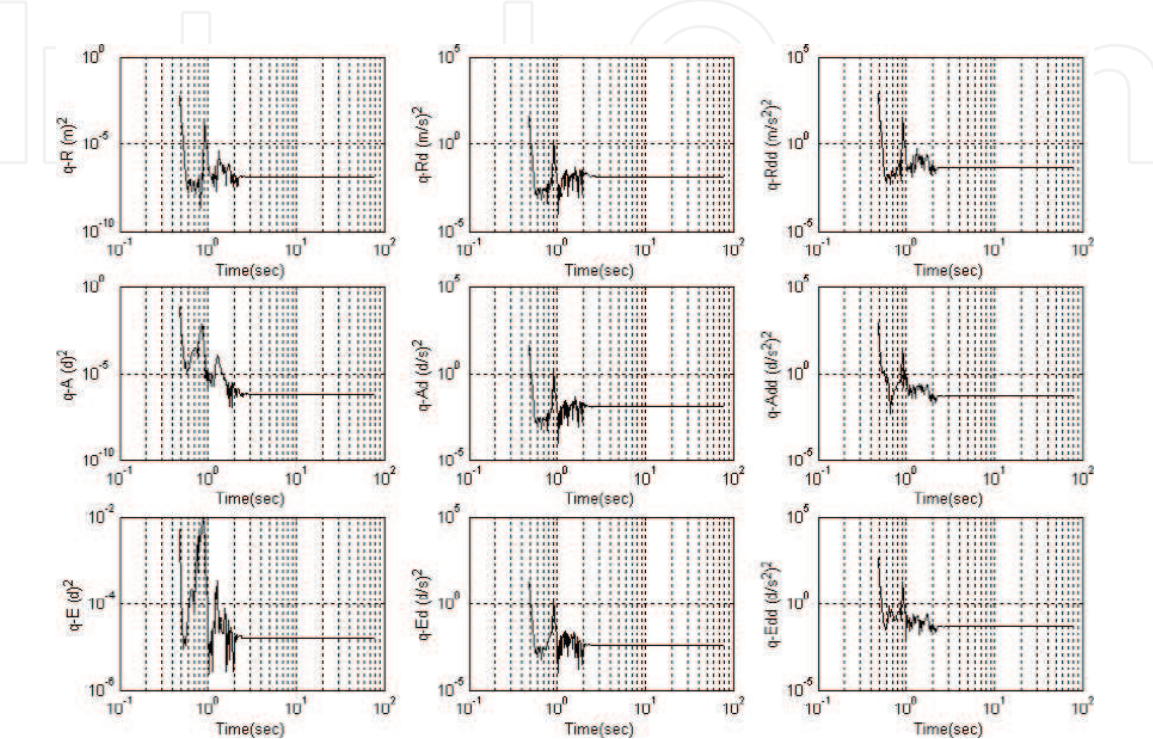 10^0 10^5 10^5
q-R (m)^2 q-Rd (m/s)^2 q-Rdd (m/s^2)^2
10^-5 10^0 10^0
10^-10 10^-5 10^-5
10^-1 10^0 10^1 10^2 10^-1 10^0 10^1 10^2 10^-1 10^0 10^1 10^2
Time(sec) Time(sec) Time(sec)
10^0 10^5 10^5
q-A (d)^2 q-Ad (d/s)^2 q-Add (d/s^2)^2
10^-5 10^0 10^0
10^-10 10^-5 10^-5
10^-1 10^0 10^1 10^2 10^-1 10^0 10^1 10^2 10^-1 10^0 10^1 10^2
Time(sec) Time(sec) Time(sec)
10^-2 10^5 10^5
q-E (d)^2 q-Ed (d/s)^2 q-Edd (d/s^2)^2
10^-4 10^0 10^0
10^-6 10^-5 10^-5
10^-1 10^0 10^1 10^2 10^-1 10^0 10^1 10^2 10^-1 10^0 10^1 10^2
Time(sec) Time(sec) Time(sec)